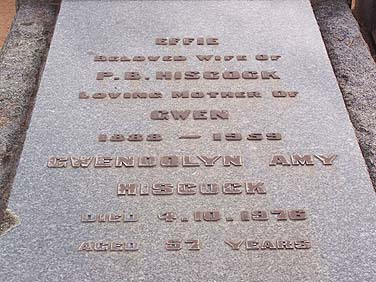 EFFIE
BELOVED WIFE OF
P. B. HISCOCK
LOVING MOTHER OF
GWEN
1888 — 1959
GWENDOLYN AMY
HISCOCK
DIED 4.10.1976
AGED 57 YEARS